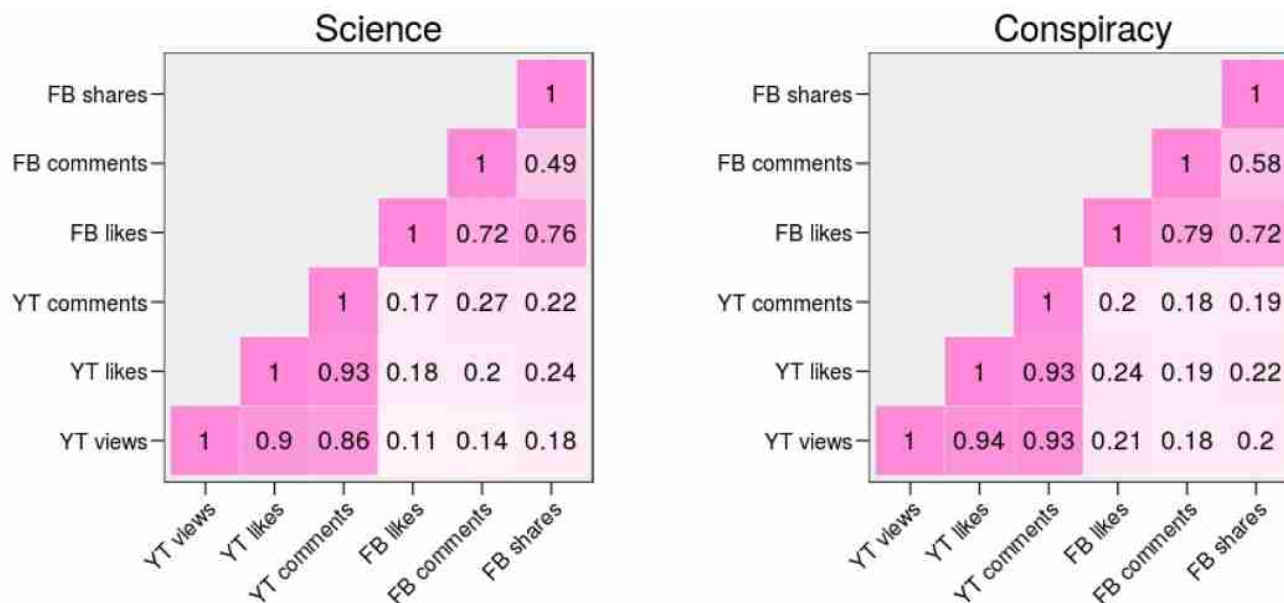 Science
FB shares 1
FB comments 1 0.49
FB likes 1 0.72 0.76
YT comments 1 0.17 0.27 0.22
YT likes 1 0.93 0.18 0.2 0.24
YT views 1 0.9 0.86 0.11 0.14 0.18
YT views YT likes YT comments FB likes FB comments FB shares
Conspiracy
FB shares 1
FB comments 1 0.58
FB likes 1 0.79 0.72
YT comments 1 0.2 0.18 0.19
YT likes 1 0.93 0.24 0.19 0.22
YT views 1 0.94 0.93 0.21 0.18 0.2
YT views YT likes YT comments FB likes FB comments FB shares